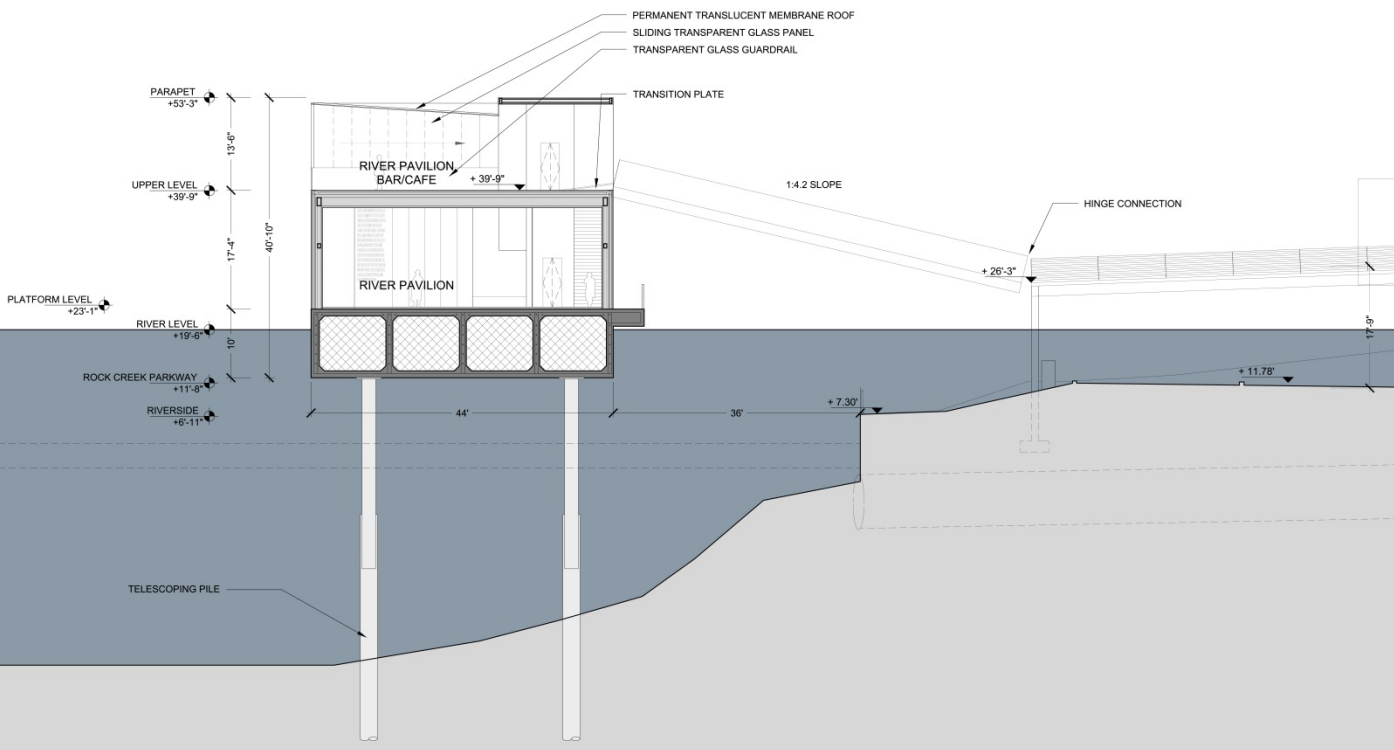 PERMANENT TRANSLUCENT MEMBRANE ROOF
SLIDING TRANSPARENT GLASS PANEL
TRANSPARENT GLASS GUARDRAIL
TRANSITION PLATE
PARAPET
+53'-3"
13'-6"
UPPER LEVEL
+39'-9"
17'-4"
40'-10"
PLATFORM LEVEL
+23'-1"
RIVER LEVEL
+19'-6"
10'
ROCK CREEK PARKWAY
+11'-8"
RIVERSIDE
+6'-11"
RIVER PAVILION
BAR/CAFE
+ 39'-9"
RIVER PAVILION
1:4.2 SLOPE
HINGE CONNECTION
+ 26'-3"
17'-9"
+ 11.78'
+ 7.30'
44'
36'
TELESCOPING PILE